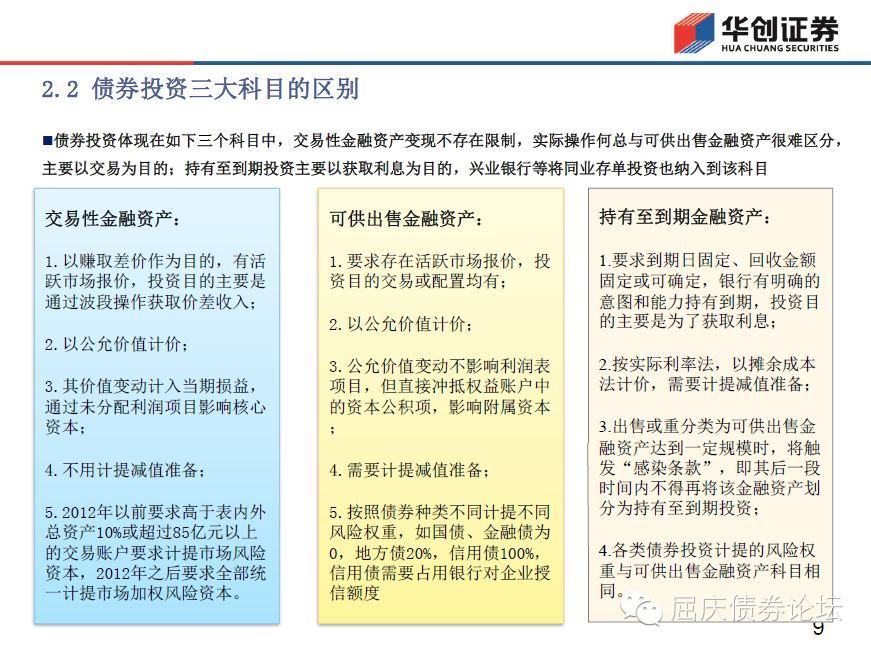 华创证券
HUA CHUANG SECURITIES
2.2 债券投资三大科目的区别
■债券投资体现在如下三个科目中，交易性金融资产变现不存在限制，实际操作何总与可供出售金融资产很难区分，
主要以交易为目的；持有至到期投资主要以获取利息为目的，兴业银行等将同业存单投资也纳入到该科目
交易性金融资产：
1.以赚取差价作为目的，有活
跃市场报价，投资目的主要是
通过波段操作获取价差收入；
2.以公允价值计价；
3.其价值变动计入当期损益，
通过未分配利润项目影响核心
资本；
4.不用计提减值准备；
5.2012年以前要求高于表内外
总资产10%或超过85亿元以上
的交易账户要求计提市场风险
资本，2012年之后要求全部统
一计提市场加权风险资本。
可供出售金融资产：
1.要求存在活跃市场报价，投
资目的交易或配置均有；
2.以公允价值计价；
3.公允价值变动不影响利润表
项目，但直接冲抵权益账户中
的资本公积项，影响附属资本
；
4.需要计提减值准备；
5.按照债券种类不同计提不同
风险权重，如国债、金融债为
0，地方债20%，信用债100%，
信用债需要占用银行对企业授
信额度
持有至到期金融资产：
1.要求到期日固定、回收金额
固定或可确定，银行有明确的
意图和能力持有到期，投资目
的主要是为了获取利息；
2.按实际利率法，以摊余成本
法计价，需要计提减值准备；
3.出售或重分类为可供出售金
融资产达到一定规模时，将触
发“感染条款”，即其后一段
时间内不得再将该金融资产划
分为持有至到期投资；
4.各类债券投资计提的风险权
重与可供出售金融资产科目相
同。
屈庆债券论坛
9